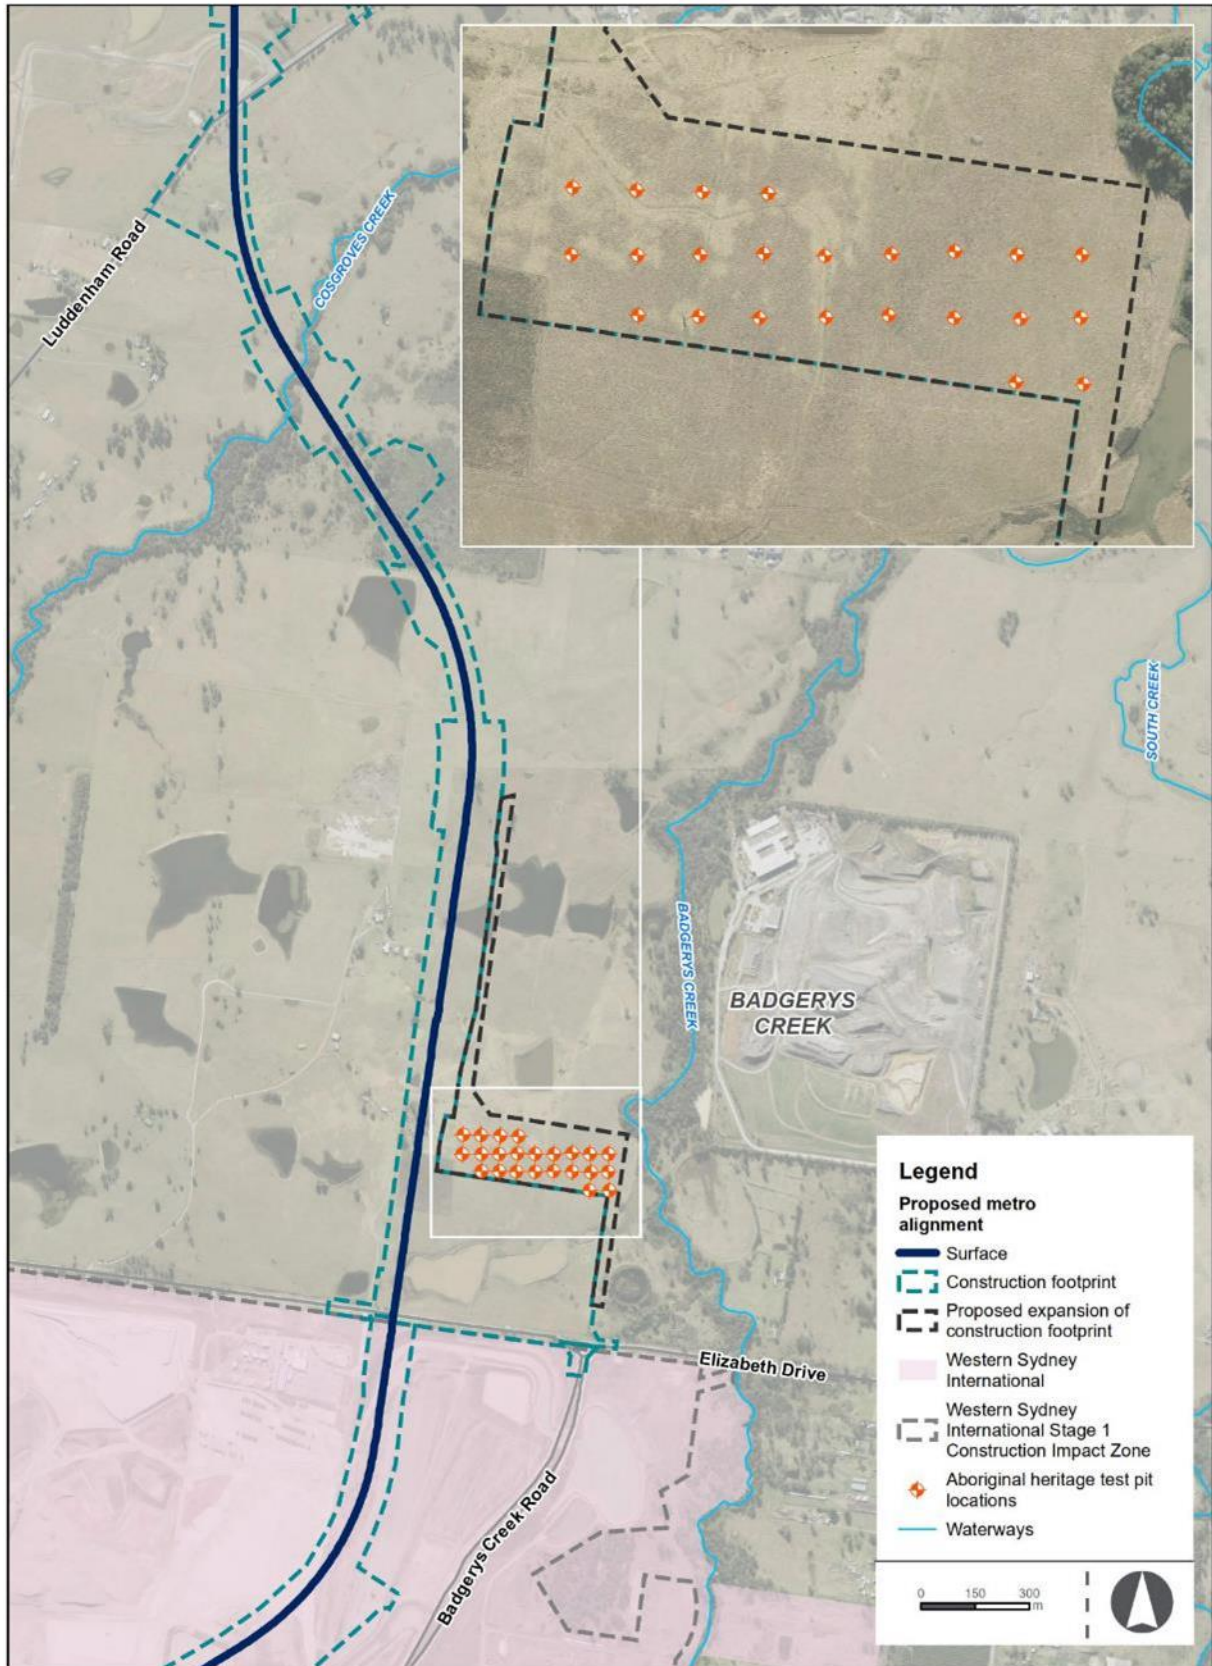 Luddenham Road
COSGROVES CREEK
SOUTH CREEK
BADGERYS CREEK
BADGERYS
CREEK
Elizabeth Drive
Badgerys Creek Road
Legend
Proposed metro
alignment
Surface
Construction footprint
Proposed expansion of
construction footprint
Western Sydney
International
Western Sydney
International Stage 1
Construction Impact Zone
Aboriginal heritage test pit
locations
Waterways
0 150 300
m